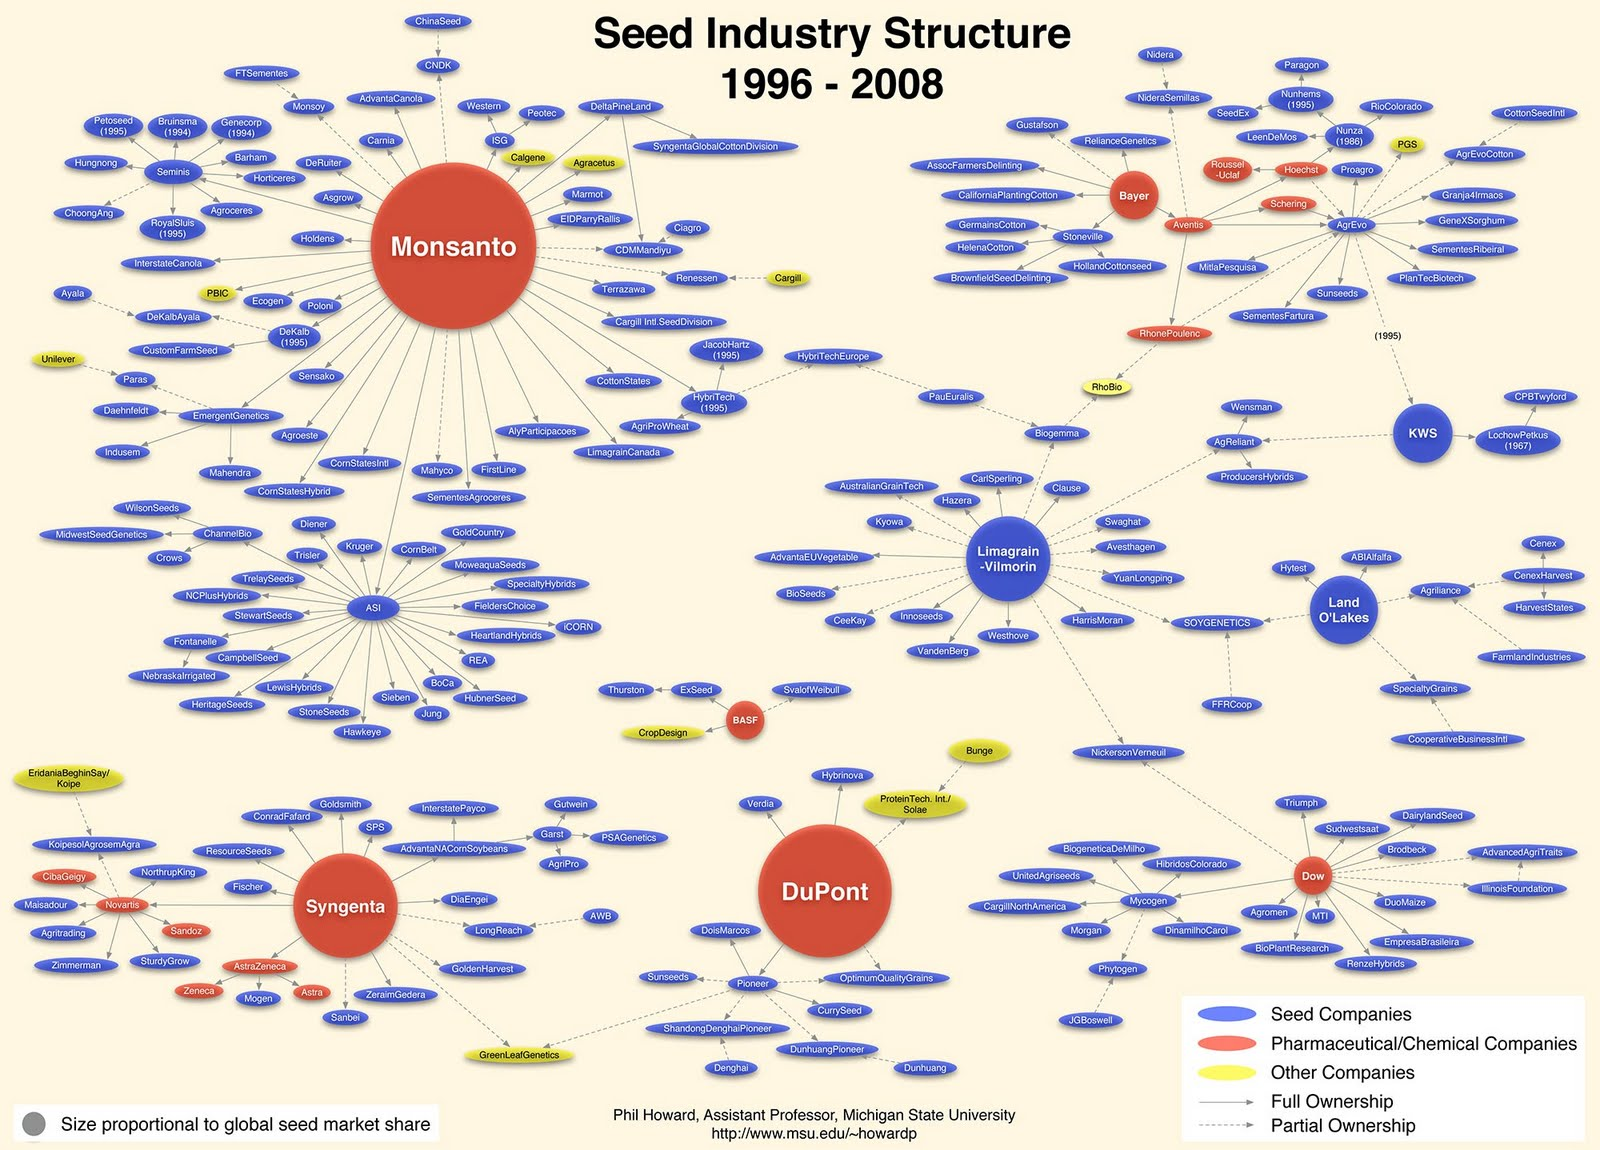 Seed Industry Structure
1996 - 2008
ChinaSeed
CNDK
FTSementes
Monsoy
AdvantaCanola
Western
Peotec
ISG
DeltaPineLand
SyngentaGlobalCottonDivision
Carnia
Calgene
Agracetus
Petoseed
(1995)
Bruinsma
(1994)
Genecorp
(1994)
Hungnong
Seminis
Barham
Horticeres
ChoongAng
RoyalSluis
(1995)
Agroceres
DeRuiter
Asgrow
Holdens
InterstateCanola
PBIC
Ecogen
Poloni
Monsanto
Marmot
EIDParryRallis
Ciagro
CDMMandiyu
Renessen
Cargill
Terrazawa
Cargill Intl.SeedDivision
Ayala
DeKalbAyala
DeKalb
(1995)
CustomFarmSeed
Unilever
Paras
Sensako
Daehnfeldt
EmergentGenetics
Indusem
Mahendra
Agroeste
CornStatesIntl
CornStatesHybrid
Mahyco
FirstLine
SementesAgroceres
AlyParticipacoes
LimagrainCanada
CottonStates
JacobHartz
(1995)
HybriTech
(1995)
AgriProWheat
HybriTechEurope
PauEuralis
Biogemma
RhoBio
WilsonSeeds
MidwestSeedGenetics
ChannelBio
Crows
Diener
Trisler
Kruger
CornBelt
GoldCountry
MoweaquaSeeds
SpecialtyHybrids
TrelaySeeds
NCPlusHybrids
StewartSeeds
ASI
FieldersChoice
iCORN
HeartlandHybrids
Fontanelle
NebraskaIrrigated
CampbellSeed
HeritageSeeds
LewisHybrids
StoneSeeds
Hawkeye
Sieben
Jung
BoCa
REA
HubnerSeed
Nidera
NideraSemillas
Paragon
Nunhems
(1995)
SeedEx
RioColorado
LeenDeMos
Nunza
(1986)
CottonSeedIntl
PGS
AgrEvoCotton
Gustafson
RelianceGenetics
AssocFarmersDelinting
Bayer
CaliforniaPlantingCotton
GermainsCotton
Stoneville
HelenaCotton
HollandCottonseed
BrownfieldSeedDelinting
Roussel
-Uclaf
Hoechst
Proagro
Schering
Aventis
AgrEvo
Granja4Irmaos
GeneXSorghum
SementesRibeiral
PlanTecBiotech
MitlaPesquisa
Sunseeds
SementesFartura
RhonePoulenc
(1995)
KWS
CPBTwyford
LochowPetkus
(1967)
Wensman
AgReliant
ProducersHybrids
AustralianGrainTech
CarlSperling
Hazera
Clause
Kyowa
Swaghat
Avesthagen
YuanLongping
AdvantaEUVegetable
Limagrain
-Vilmorin
BioSeeds
CeeKay
Innoseeds
VandenBerg
Westhove
HarrisMoran
SOYGENETICS
FFRCoop
Hytest
ABIAlfalfa
Land
O'Lakes
Agriliance
Cenex
CenexHarvest
HarvestStates
FarmlandIndustries
SpecialtyGrains
CooperativeBusinessIntl
Thurston
ExSeed
SvalofWeibull
BASF
CropDesign
NickersonVerneuil
EridaniaBeghinSay/
Koipe
KoipesolAgrosemAgra
CibaGeigy
NorthrupKing
Maisadour
Novartis
Agritrading
Sandoz
Zimmerman
SturdyGrow
ConradFafard
Goldsmith
SPS
ResourceSeeds
Fischer
Syngenta
InterstatePayco
AdvantaNACornSoybeans
Gutwein
Garst
PSAGenetics
AgriPro
DiaEngei
LongReach
AWB
GoldenHarvest
ZeraimGedera
Sanbei
AstraZeneca
Zeneca
Mogen
Astra
GreenLeafGenetics
Hybrinova
Verdia
Bunge
ProteinTech. Int./
Solae
DuPont
DoisMarcos
Sunseeds
Pioneer
OptimumQualityGrains
CurrySeed
ShandongDenghaiPioneer
Denghai
DunhuangPioneer
Dunhuang
Triumph
Sudwestsaat
DairylandSeed
Brodbeck
AdvancedAgriTraits
IllinoisFoundation
Dow
DuoMaize
Agromen
MTI
BioPlantResearch
EmpresaBrasileira
RenzeHybrids
BiogeneticaDeMilho
HibridosColorado
UnitedAgriseeds
CargillNorthAmerica
Mycogen
Morgan
DinamilhoCarol
Phytogen
JGBoswell
Seed Companies
Pharmaceutical/Chemical Companies
Other Companies
Full Ownership
Partial Ownership
Size proportional to global seed market share
Phil Howard, Assistant Professor, Michigan State University
http://www.msu.edu/~howardp